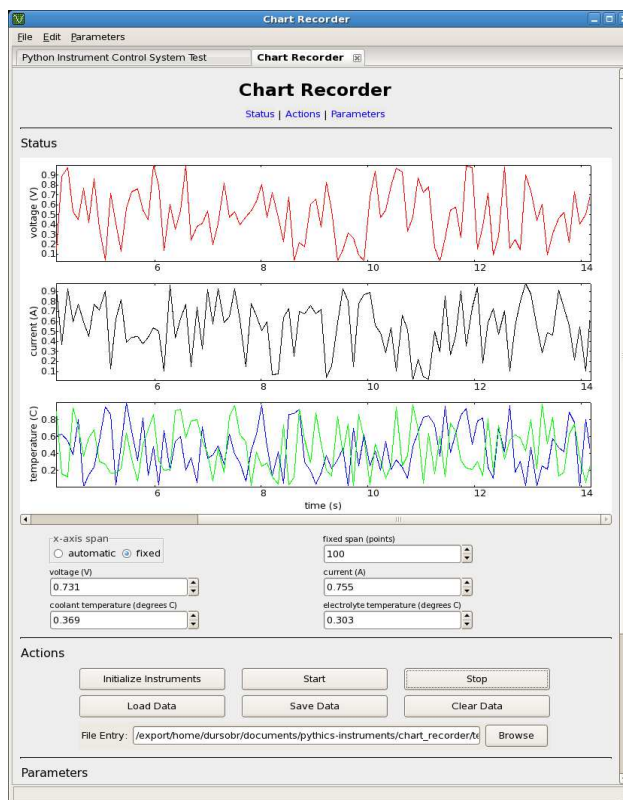 Chart Recorder
File Edit Parameters
Python Instrument Control System Test Chart Recorder
Chart Recorder
Status | Actions | Parameters
Status
voltage (V)
0.9
0.8
0.7
0.6
0.5
0.4
0.3
0.2
0.1
6 8 10 12 14
current (A)
0.9
0.8
0.7
0.6
0.5
0.4
0.3
0.2
0.1
6 8 10 12 14
temperature (C)
0.8
0.6
0.4
0.2
6 8 10 12 14
time (s)
x-axis span
automatic fixed
fixed span (points)
100
voltage (V) current (A)
0.731 0.755
coolant temperature (degrees C) electrolyte temperature (degrees C)
0.369 0.303
Actions
Initialize Instruments Start Stop
Load Data Save Data Clear Data
File Entry: /export/home/dursobr/documents/pythics-instruments/chart_recorder/te Browse
Parameters